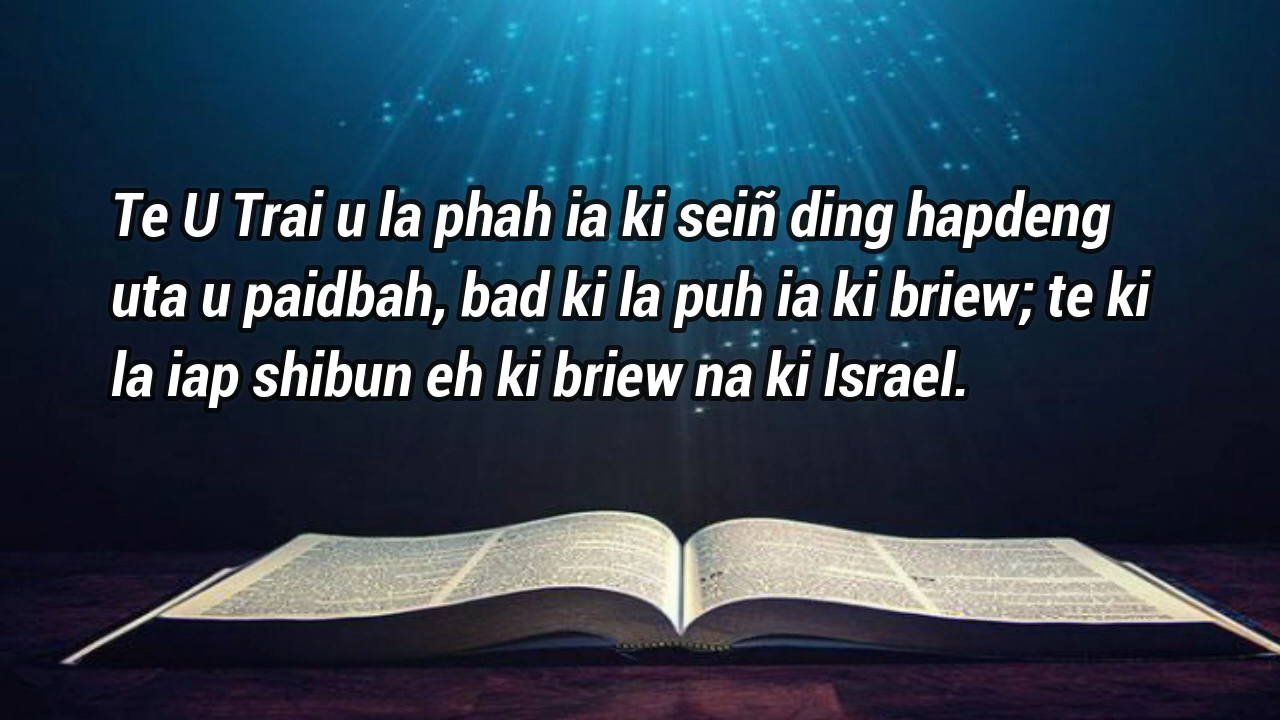 Te U Trai u la phah ia ki seiñ ding hapdeng
uta u paidbah, bad ki la puh ia ki briew; te ki
la iap shibun eh ki briew na ki Israel.